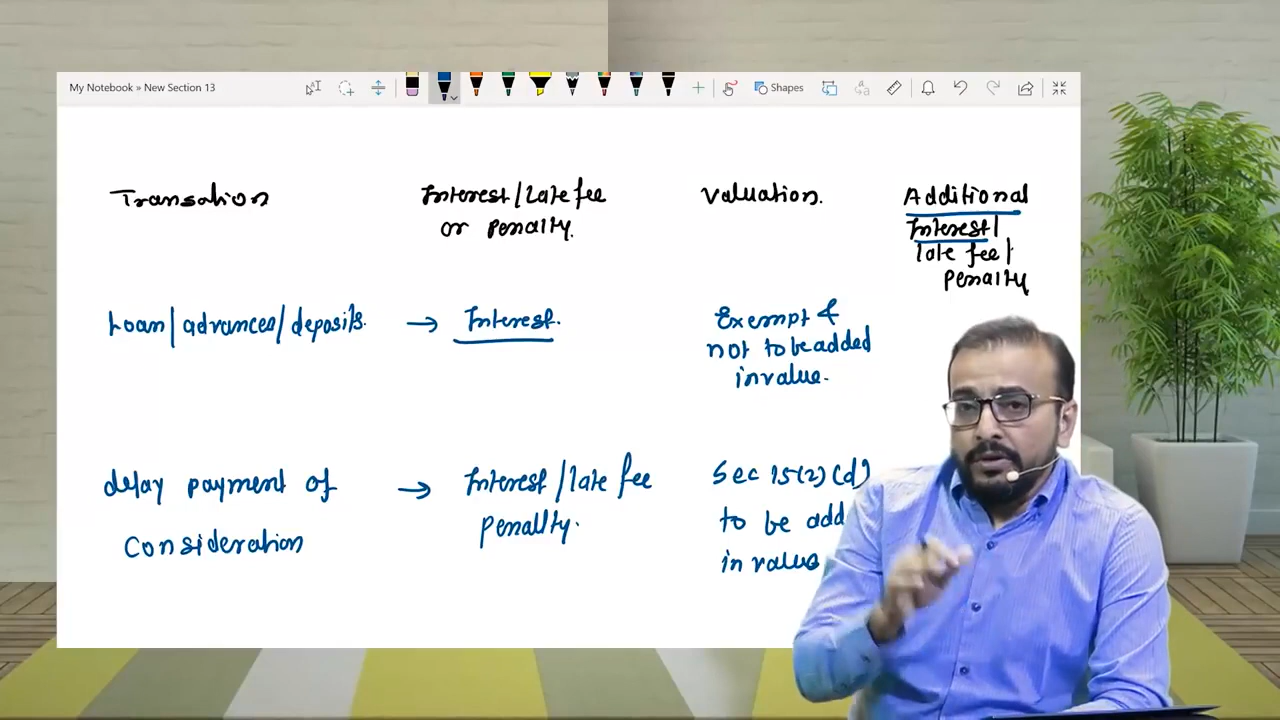 My Notebook » New Section 13
Shapes
Transation
Interest/Late fee
or penalty.
Valuation.
Additional
Interest/
late fee/
Penalty
Loan/advances/deposits. → Interest.
Exempt &
not to be added
in value.
delay payment of
consideration
→ Interest/late fee
penallty.
Sec 15(2)(d)
to be add
in value